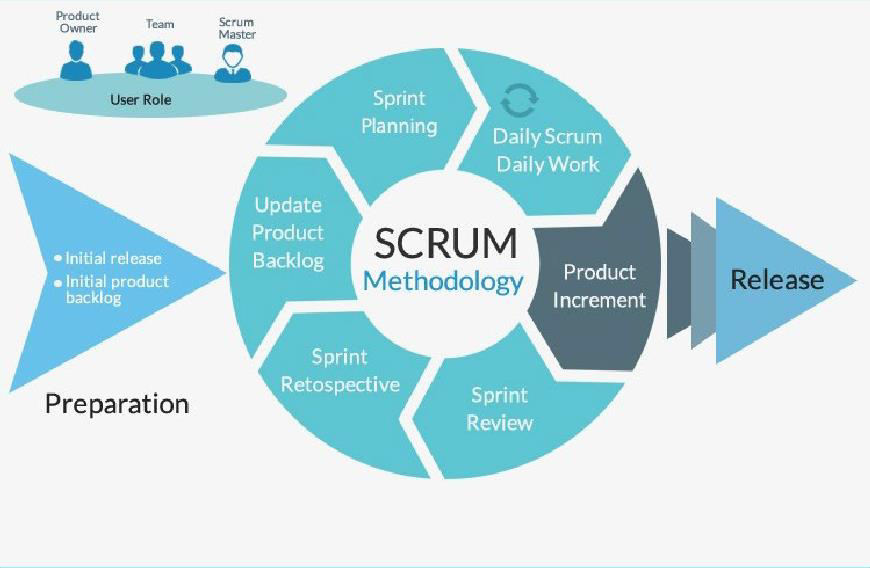 Product
Owner
Team
Scrum
Master
User Role
Sprint
Planning
Daily Scrum
Daily Work
Update
Product
Backlog
SCRUM
Methodology
Product
Increment
Release
• Initial release
• Initial product
backlog
Preparation
Sprint
Retospective
Sprint
Review